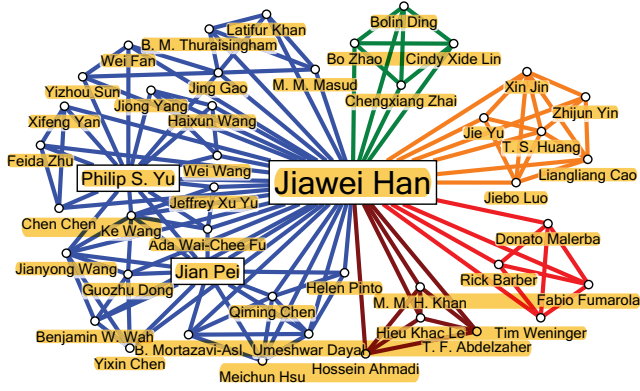 Latifur Khan
Bolin Ding
B. M. Thuraisingham
Wei Fan
Bo Zhao
Cindy Xide Lin
Jing Gao
M. M. Masud
Xin Jin
Yizhou Sun
Jiong Yang
Chengxiang Zhai
Zhijun Yin
Xifeng Yan
Haixun Wang
Jie Yu
T. S. Huang
Feida Zhu
Wei Wang
Liangliang Cao
Philip S. Yu
Jiawei Han
Jeffrey Xu Yu
Jiebo Luo
Chen Chen
Ke Wang
Donato Malerba
Ada Wai-Chee Fu
Jianyong Wang
Jian Pei
Rick Barber
Guozhu Dong
Helen Pinto
M. M. H. Khan
Fabio Fumarola
Qiming Chen
Benjamin W. Wah
Hieu Khac Le
Tim Weninger
B. Mortazavi-Asl
Umeshwar Dayal
T. F. Abdelzaher
Yixin Chen
Meichun Hsu
Hossein Ahmadi